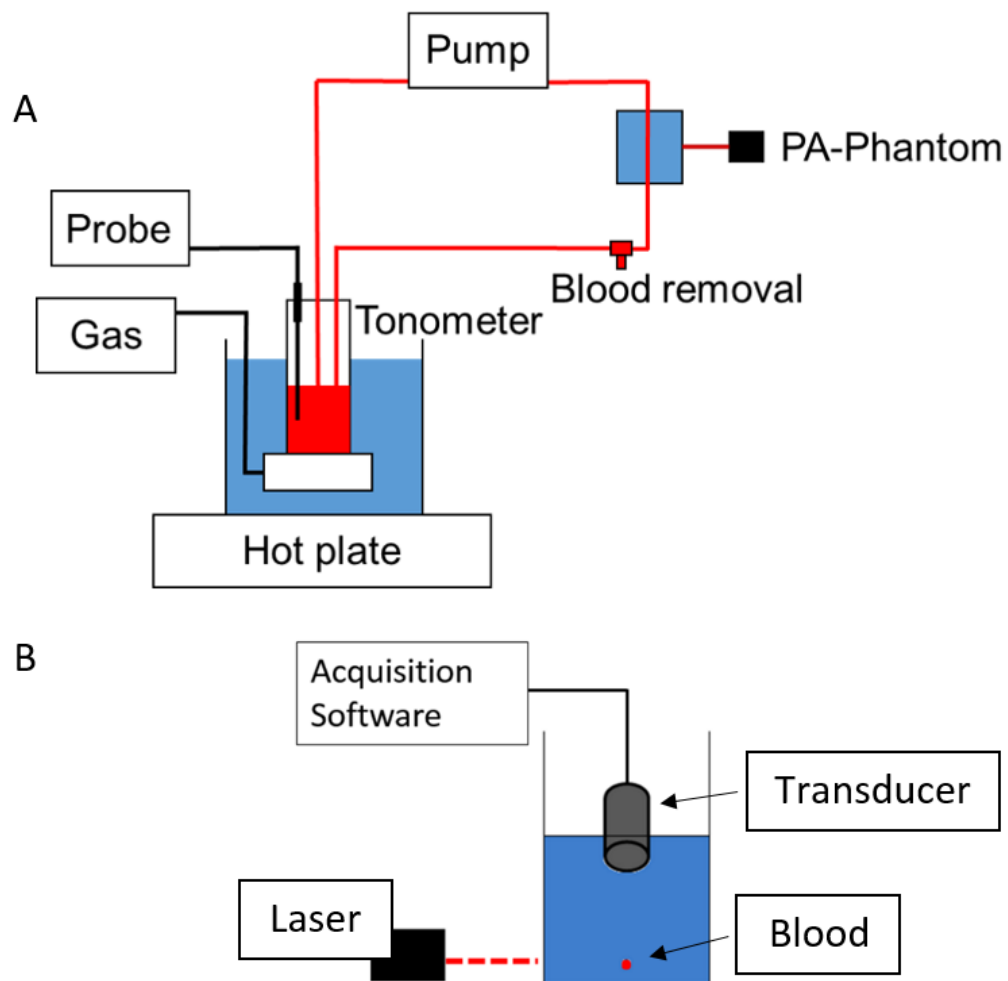 Pump
A
PA-Phantom
Probe
Blood removal
Tonometer
Gas
Hot plate
B
Acquisition
Software
Transducer
Laser
Blood